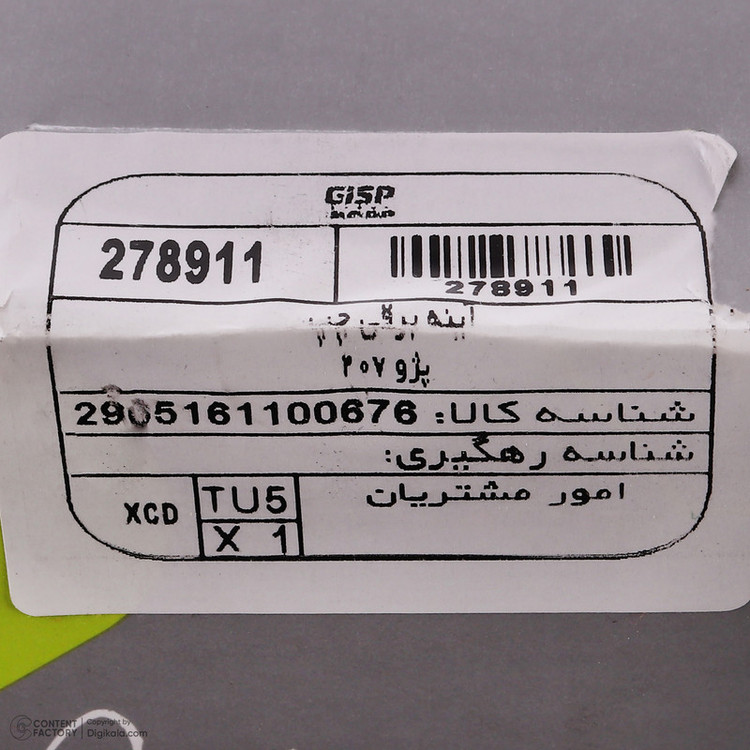 GISP
278911
278911
آینه برقی چپ
پژو ۲۰۷
شناسه کالا: 2905161100676
شناسه رهگیری:
امور مشتریان
TU5
X 1
XCD
CONTENT FACTORY
Copyright by Digikala.com